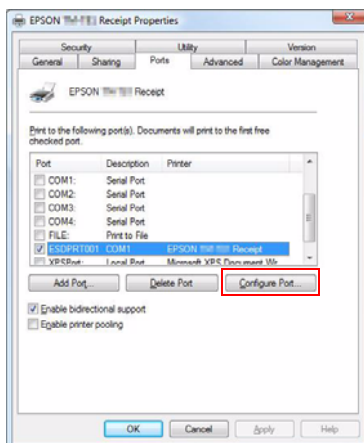 EPSON Receipt Properties
Security Utility Version
General Sharing Ports Advanced Color Management
EPSON Receipt
Print to the following port(s). Documents will print to the first free
checked port.
Port Description Printer
COM1: Serial Port
COM2: Serial Port
COM3: Serial Port
COM4: Serial Port
FILE: Print to File
ESDPRT001 COM1 EPSON Receipt
XPSPort: Local Port Microsoft XPS Document Wr
Add Port... Delete Port Configure Port...
Enable bidirectional support
Enable printer pooling
OK Cancel Apply Help